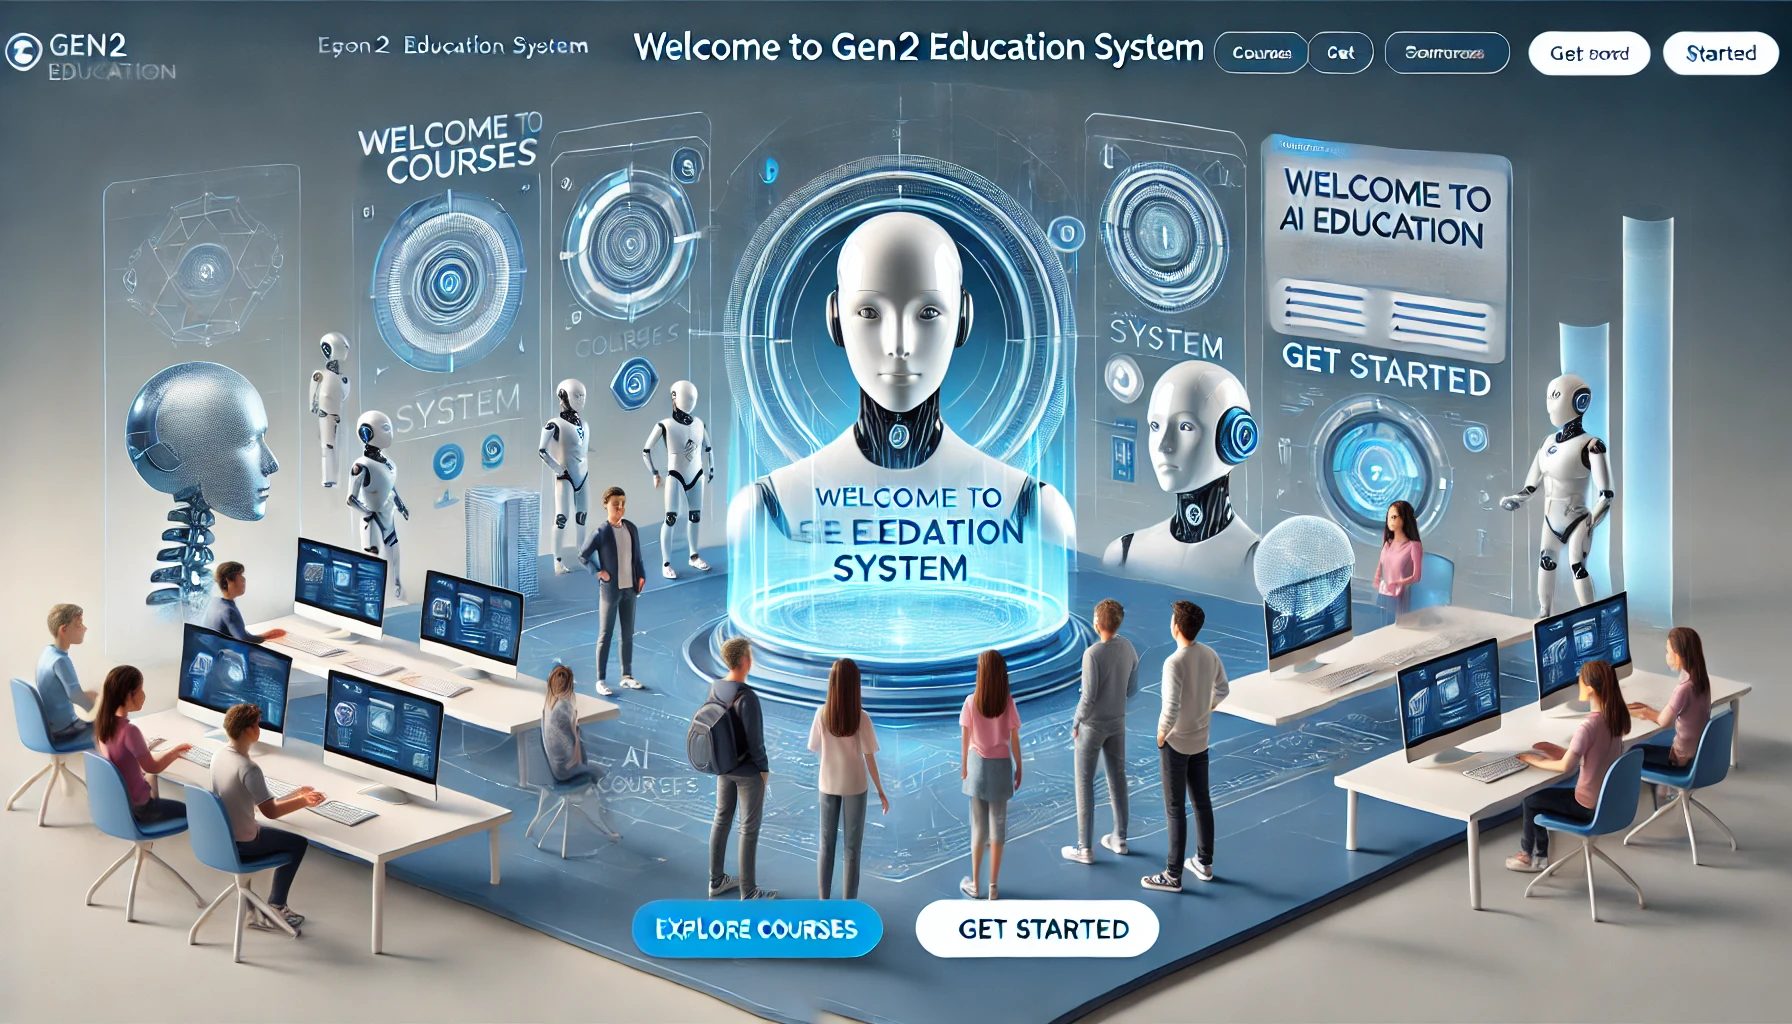 GEN2
EDUCATION
Egon2 Education System
Welcome to Gen2 Education System
Courses
Get
Get
Started
WELCOME TO
COURSES
WELCOME TO
AI EDUCATION
COURSES
SYSTEM
SYSTEM
GET STARTED
WELCOME TO
EEDATION
SYSTEM
AI
COURSES
EXPLORE COURSES
GET STARTED